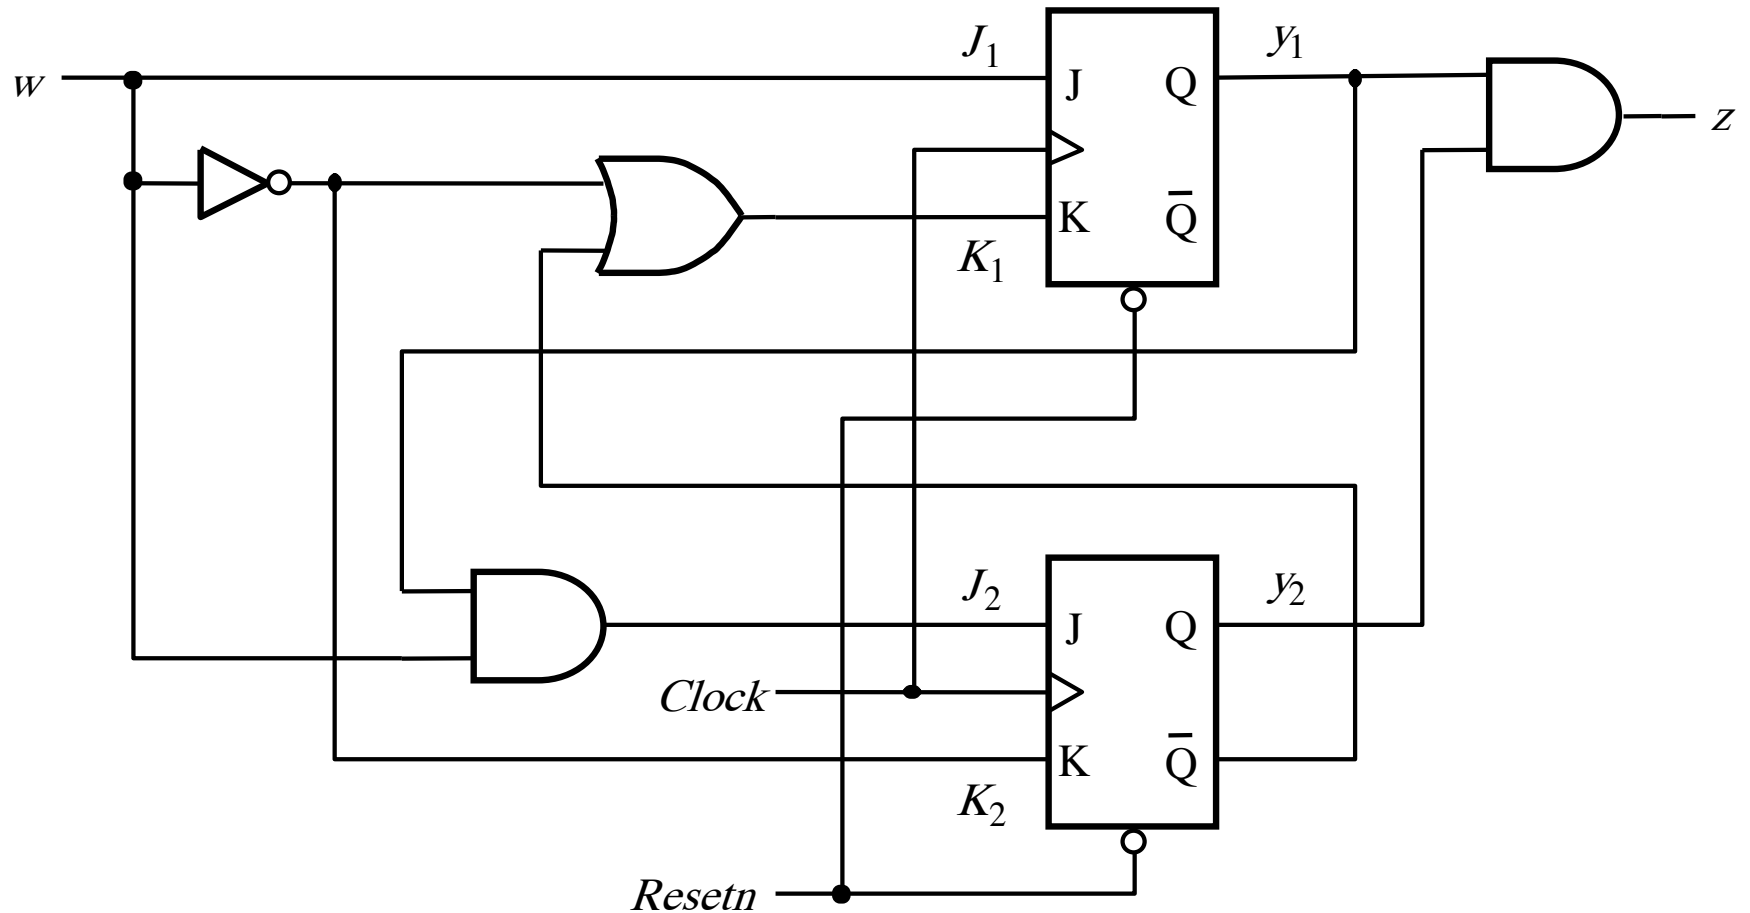 w
J₁
J
Q
y₁
z
K
Q̅
K₁
J₂
J
Q
y₂
Clock
K
Q̅
K₂
Resetn